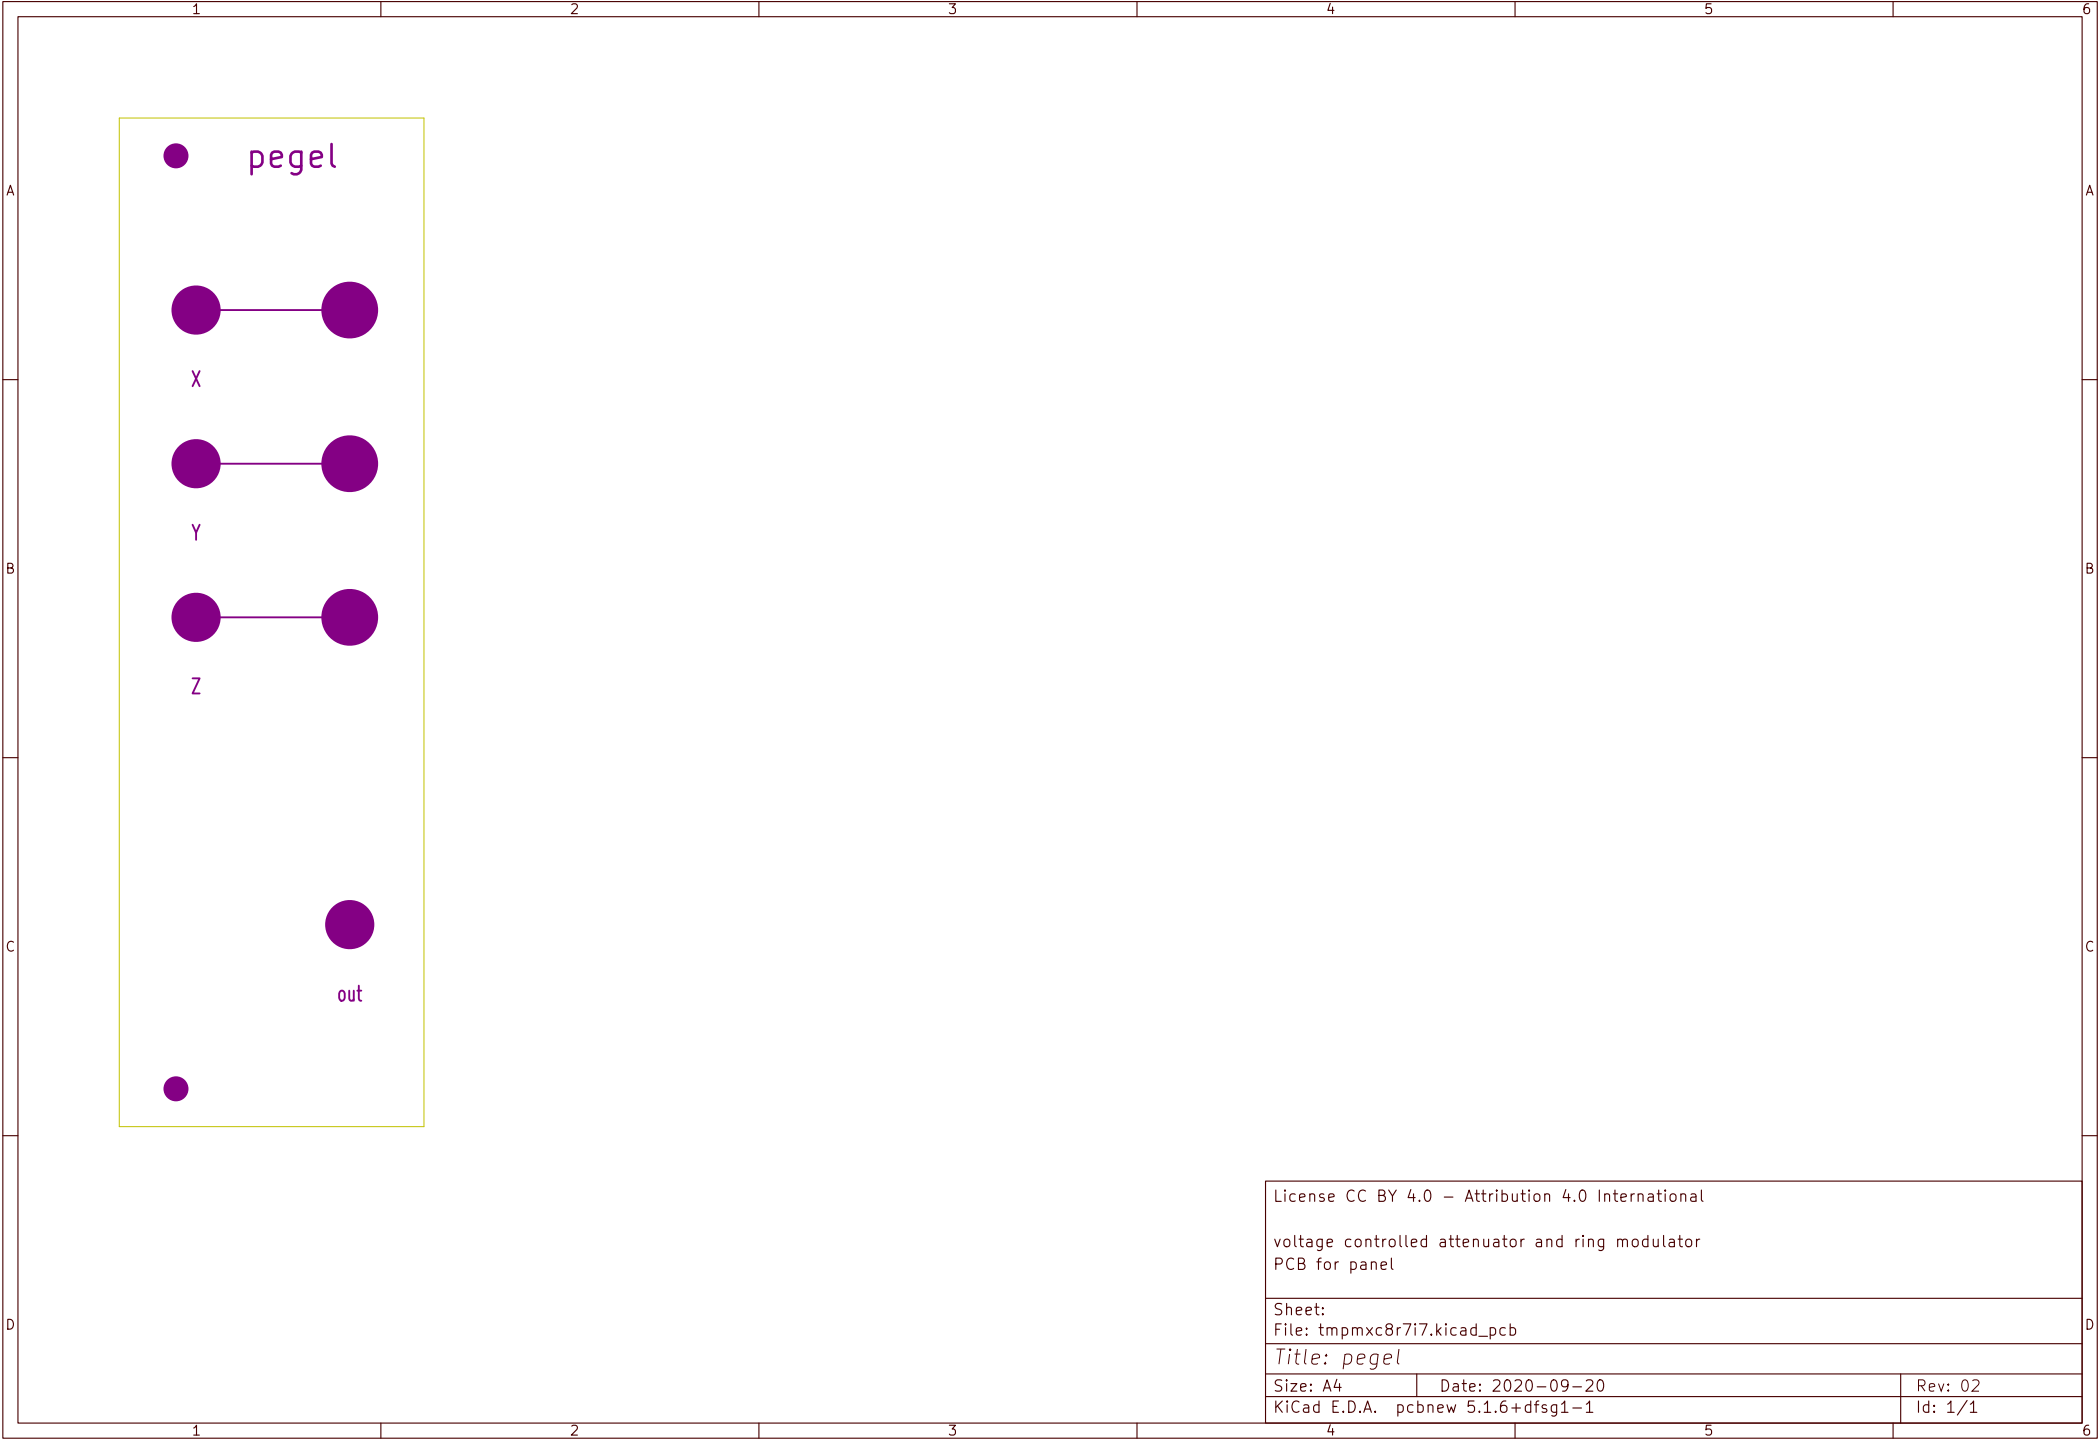 1 2 3 4 5 6
pegel
A A
X
Y
B B
Z
C C
out
License CC BY 4.0 - Attribution 4.0 International
voltage controlled attenuator and ring modulator
PCB for panel
Sheet:
File: tmpmxc8r7i7.kicad_pcb
D D
Title: pegel
Size: A4 Date: 2020-09-20 Rev: 02
KiCad E.D.A. pcbnew 5.1.6+dfsg1-1 Id: 1/1
1 2 3 4 5 6